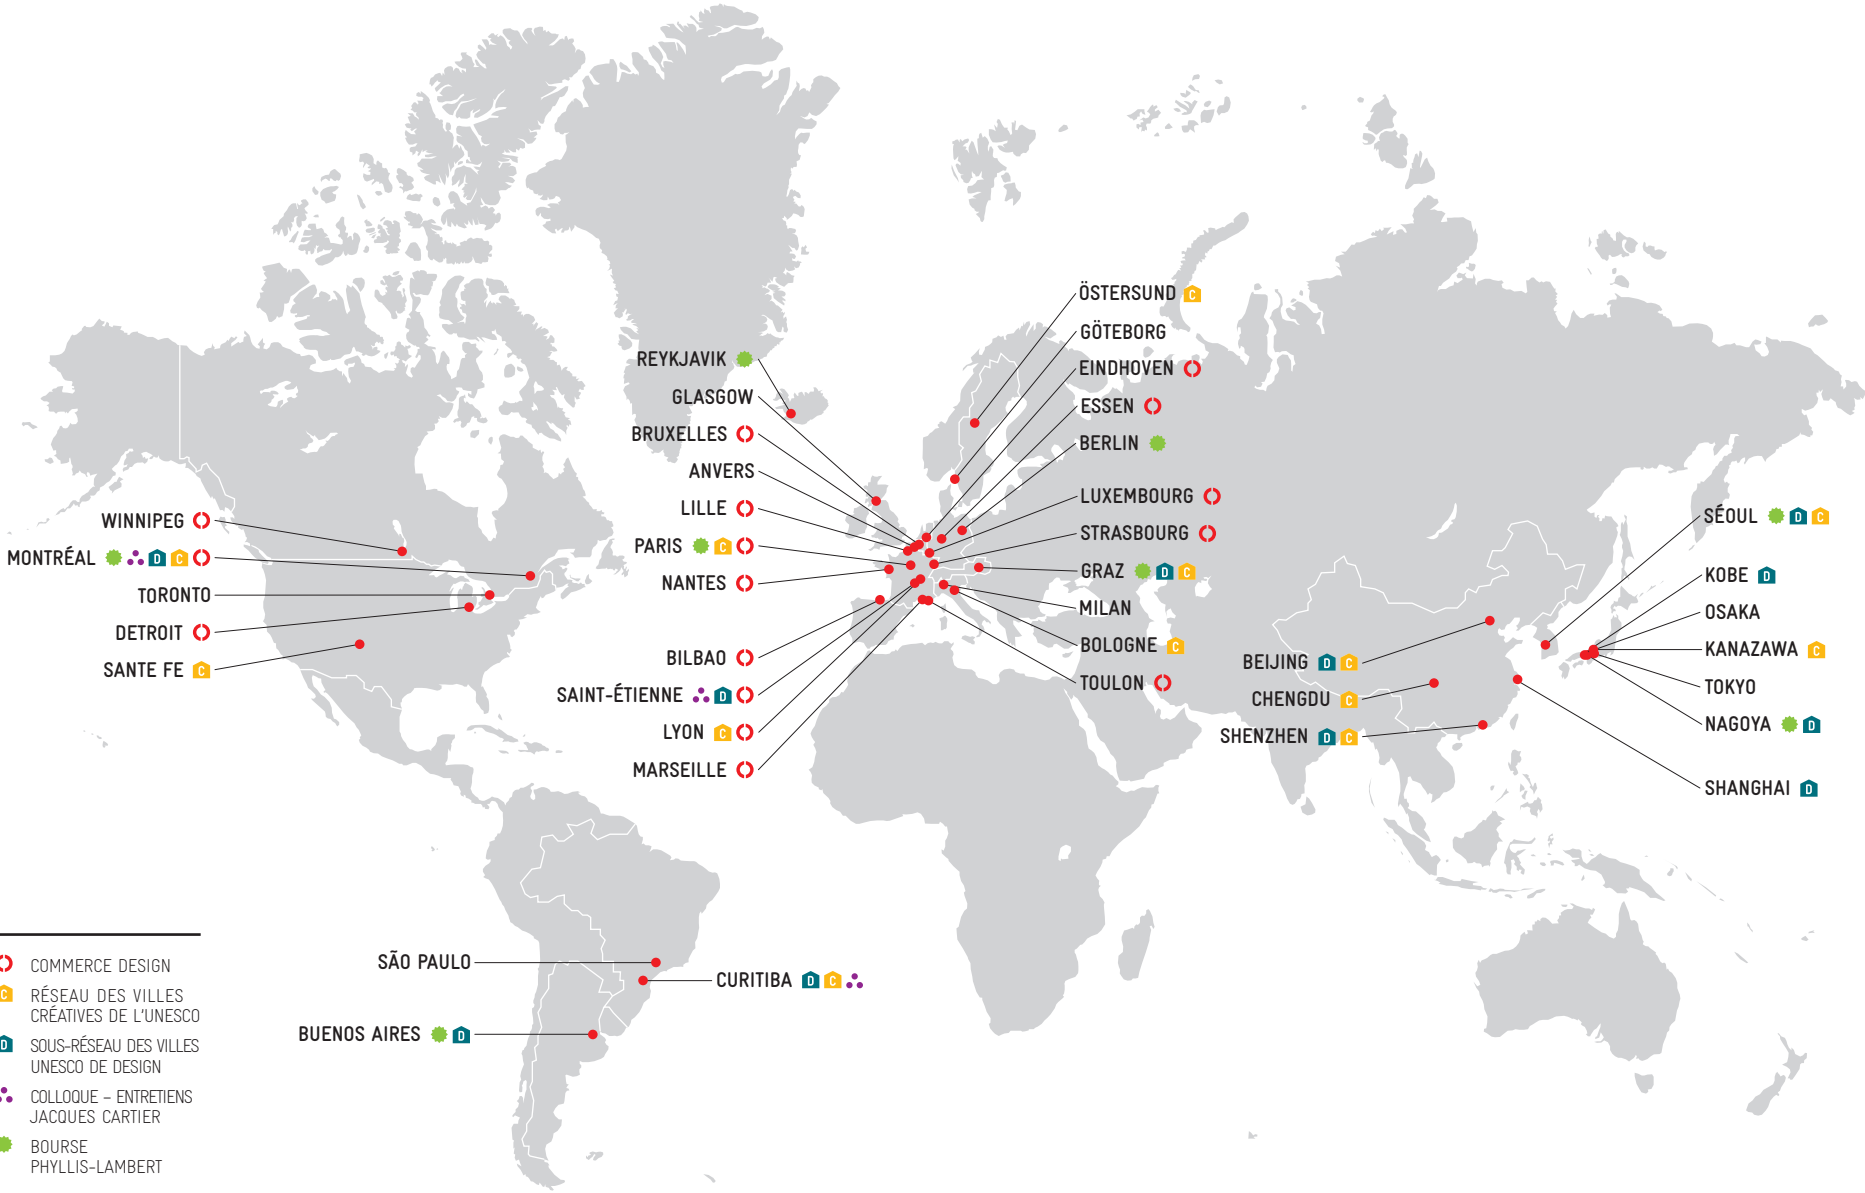 ÖSTERSUND C
GÖTEBORG
REYKJAVIK
EINDHOVEN
GLASGOW
ESSEN
BRUXELLES
BERLIN
ANVERS
LUXEMBOURG
LILLE
STRASBOURG
PARIS C
GRAZ D C
NANTES
MILAN
BOLOGNE C
BILBAO
TOULON
SAINT-ÉTIENNE D
LYON C
MARSEILLE
WINNIPEG
MONTRÉAL D C
TORONTO
DETROIT
SANTE FE C
SÉOUL D C
KOBE D
OSAKA
KANAZAWA C
TOKYO
NAGOYA D
SHANGHAI D
BEIJING D C
CHENGDU C
SHENZHEN D C
SÃO PAULO
CURITIBA D C
BUENOS AIRES D
COMMERCE DESIGN
C RÉSEAU DES VILLES
CRÉATIVES DE L'UNESCO
D SOUS-RÉSEAU DES VILLES
UNESCO DE DESIGN
COLLOQUE – ENTRETIENS
JACQUES CARTIER
BOURSE
PHYLLIS-LAMBERT